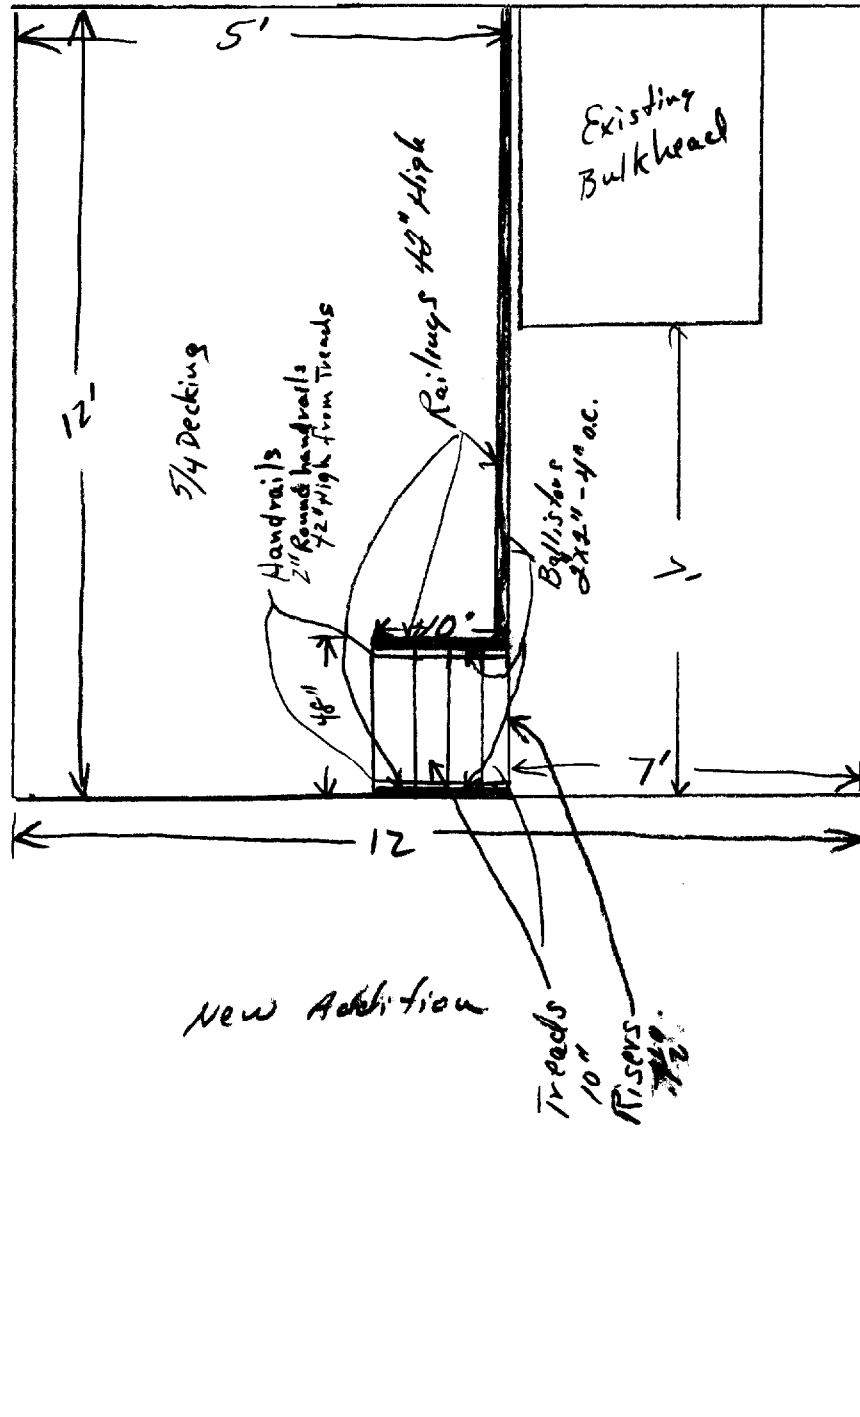 5'
Existing
Bulkhead
Railings 42" High
12'
5/4 Decking
Handrails
2" Round handrails
42" High from Treads
Ballistors
2x2" - 4" o.c.
40"
48"
7'
12
New Addition
Treads
10"
Risers